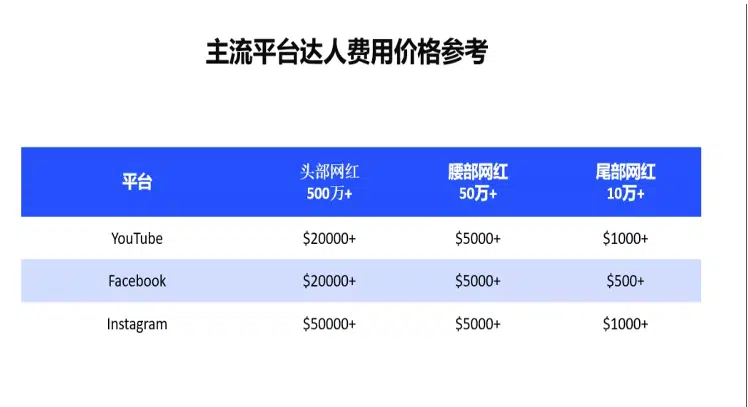 主流平台达人费用价格参考
平台 头部网红 腰部网红 尾部网红
500万+ 50万+ 10万+
YouTube $20000+ $5000+ $1000+
Facebook $20000+ $5000+ $500+
Instagram $50000+ $5000+ $1000+